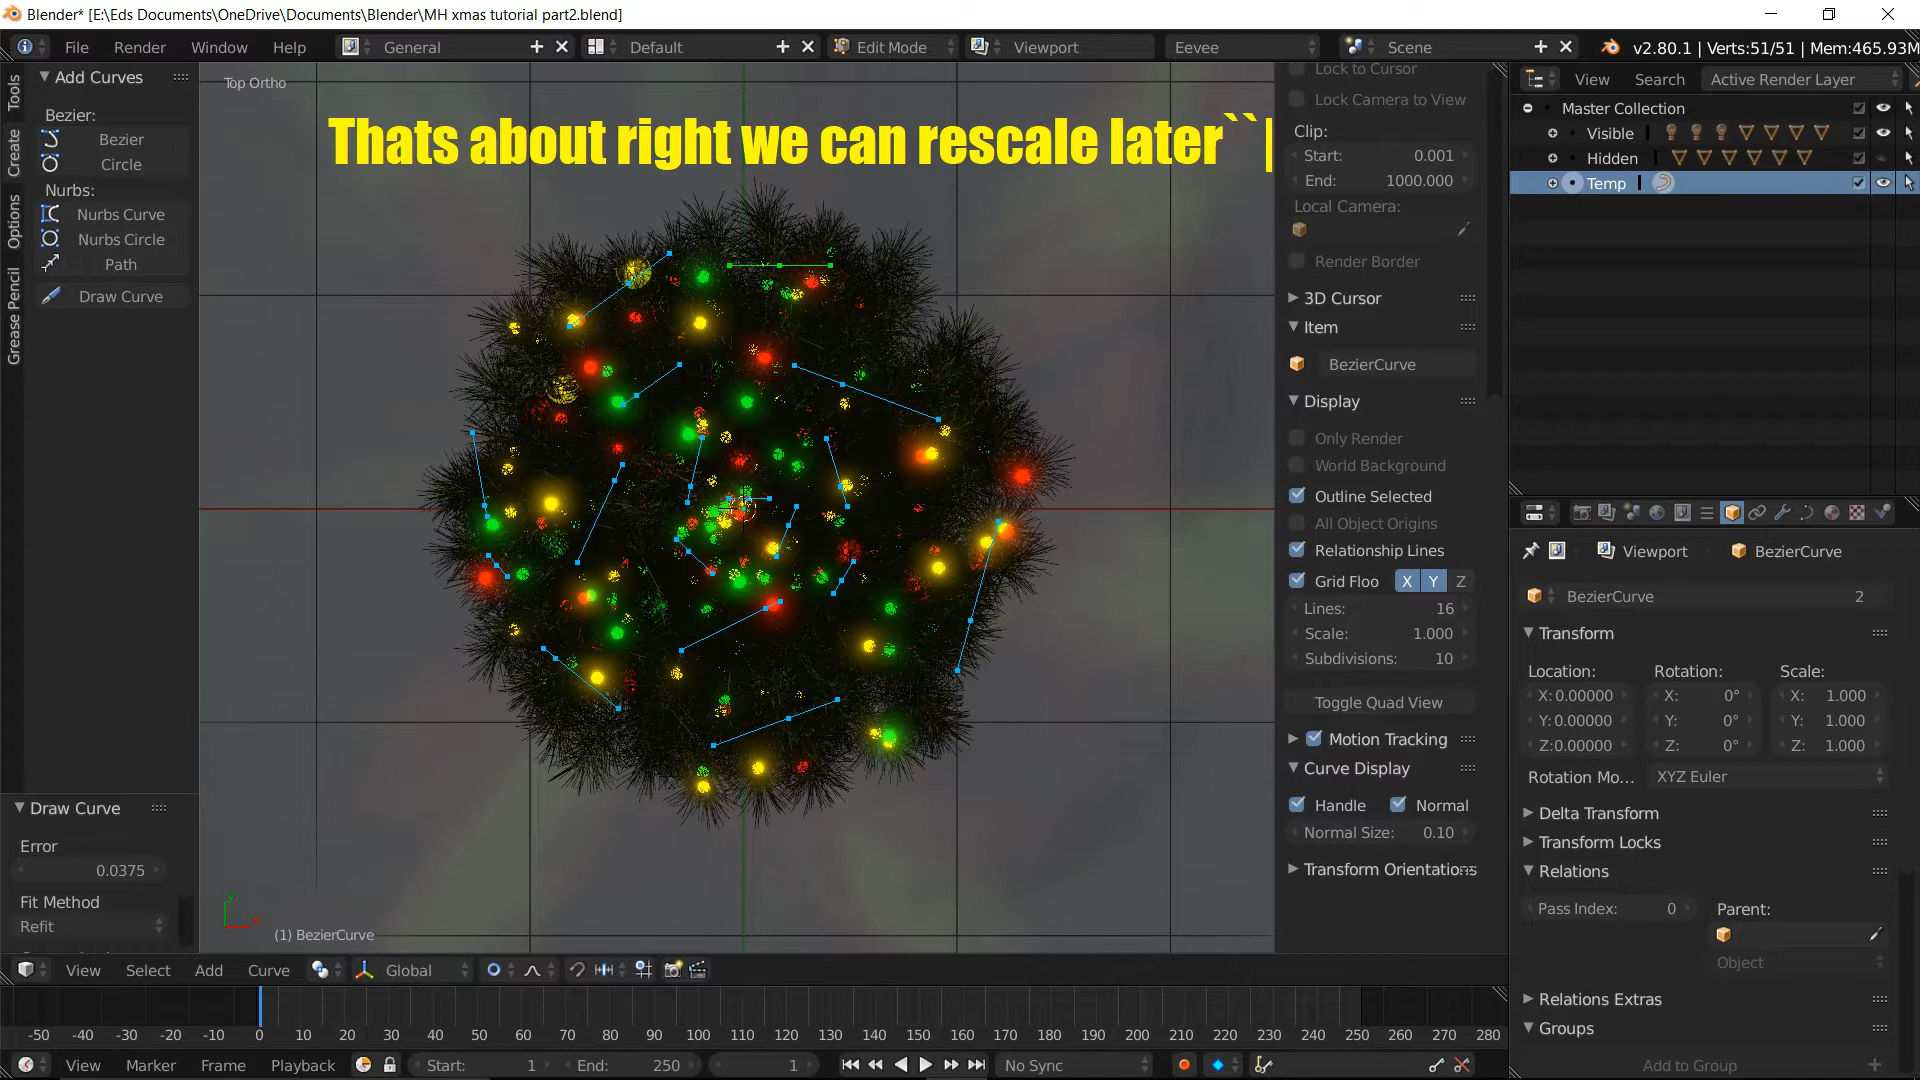 Blender* [E:\Eds Documents\OneDrive\Documents\Blender\MH xmas tutorial part2.blend]
File Render Window Help General Default Edit Mode Viewport Eevee Scene v2.80.1 | Verts:51/51 | Mem:465.93M
Tools
Create
Options
Grease Pencil
Add Curves
Bezier:
Bezier
Circle
Nurbs:
Nurbs Curve
Nurbs Circle
Path
Draw Curve
Draw Curve
Error
0.0375
Fit Method
Refit
Top Ortho
Thats about right we can rescale later``|
(1) BezierCurve
Lock to Cursor
Lock Camera to View
Clip:
Start: 0.001
End: 1000.000
Local Camera:
Render Border
3D Cursor
Item
BezierCurve
Display
Only Render
World Background
Outline Selected
All Object Origins
Relationship Lines
Grid Floo X Y Z
Lines: 16
Scale: 1.000
Subdivisions: 10
Toggle Quad View
Motion Tracking
Curve Display
Handle Normal
Normal Size: 0.10
Transform Orientations
View Search Active Render Layer
Master Collection
Visible
Hidden
Temp
Viewport BezierCurve
BezierCurve 2
Transform
Location: Rotation: Scale:
X: 0.00000 X: 0° X: 1.000
Y: 0.00000 Y: 0° Y: 1.000
Z: 0.00000 Z: 0° Z: 1.000
Rotation Mo... XYZ Euler
Delta Transform
Transform Locks
Relations
Pass Index: 0 Parent:
Object
Relations Extras
Groups
Add to Group
View Select Add Curve Global
-50 -40 -30 -20 -10 0 10 20 30 40 50 60 70 80 90 100 110 120 130 140 150 160 170 180 190 200 210 220 230 240 250 260 270 280
View Marker Frame Playback Start: 1 End: 250 1 No Sync